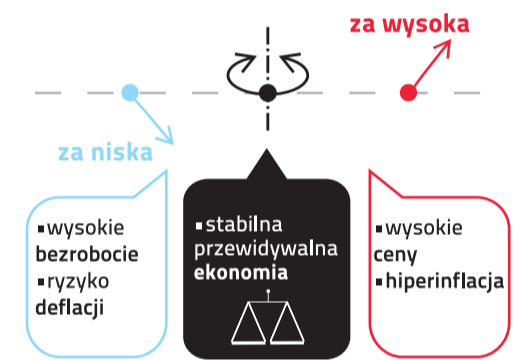 za wysoka
za niska
▪wysokie
bezrobocie
▪ryzyko
deflacji
▪stabilna
przewidywalna
ekonomia
▪wysokie
ceny
▪hiperinflacja